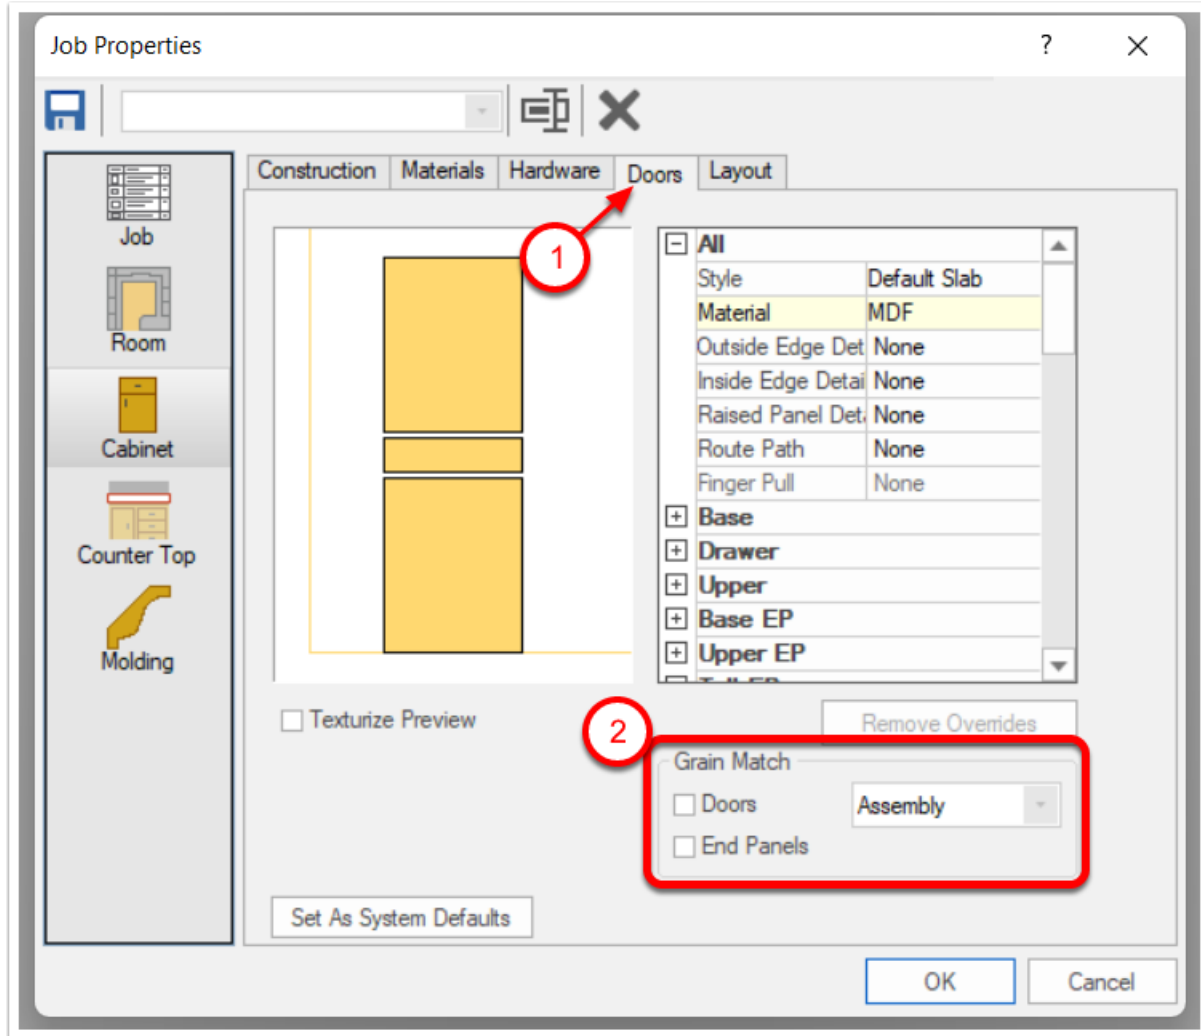 Job Properties
?
Job
Room
Cabinet
Counter Top
Molding
Construction Materials Hardware Doors Layout
1
All
Style Default Slab
Material MDF
Outside Edge Det None
Inside Edge Detai None
Raised Panel Det None
Route Path None
Finger Pull None
Base
Drawer
Upper
Base EP
Upper EP
Texturize Preview
2
Remove Overrides
Grain Match
Doors Assembly
End Panels
Set As System Defaults
OK Cancel